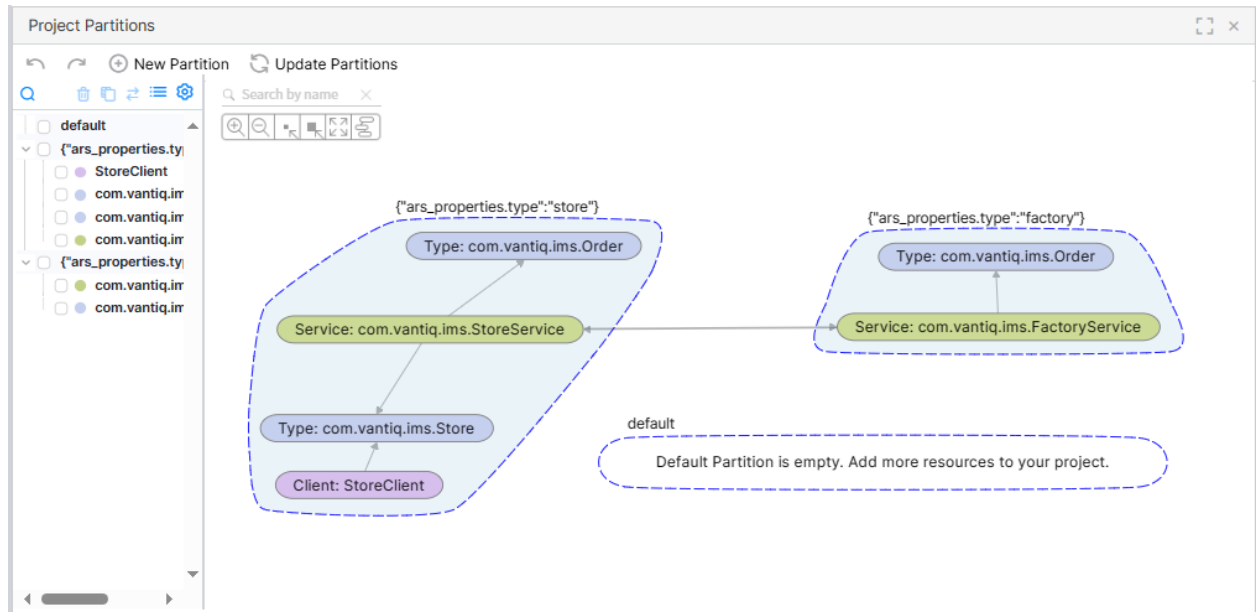 Project Partitions
New Partition
Update Partitions
Search by name
default
{"ars_properties.ty
StoreClient
com.vantiq.im
com.vantiq.im
com.vantiq.im
{"ars_properties.ty
com.vantiq.im
com.vantiq.im
{"ars_properties.type":"store"}
Type: com.vantiq.ims.Order
Service: com.vantiq.ims.StoreService
Type: com.vantiq.ims.Store
Client: StoreClient
{"ars_properties.type":"factory"}
Type: com.vantiq.ims.Order
Service: com.vantiq.ims.FactoryService
default
Default Partition is empty. Add more resources to your project.